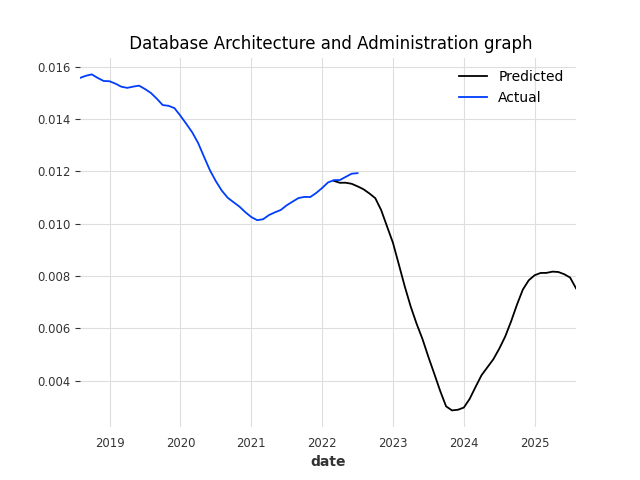 Database Architecture and Administration graph
Predicted
Actual
0.016
0.014
0.012
0.010
0.008
0.006
0.004
2019 2020 2021 2022 2023 2024 2025
date